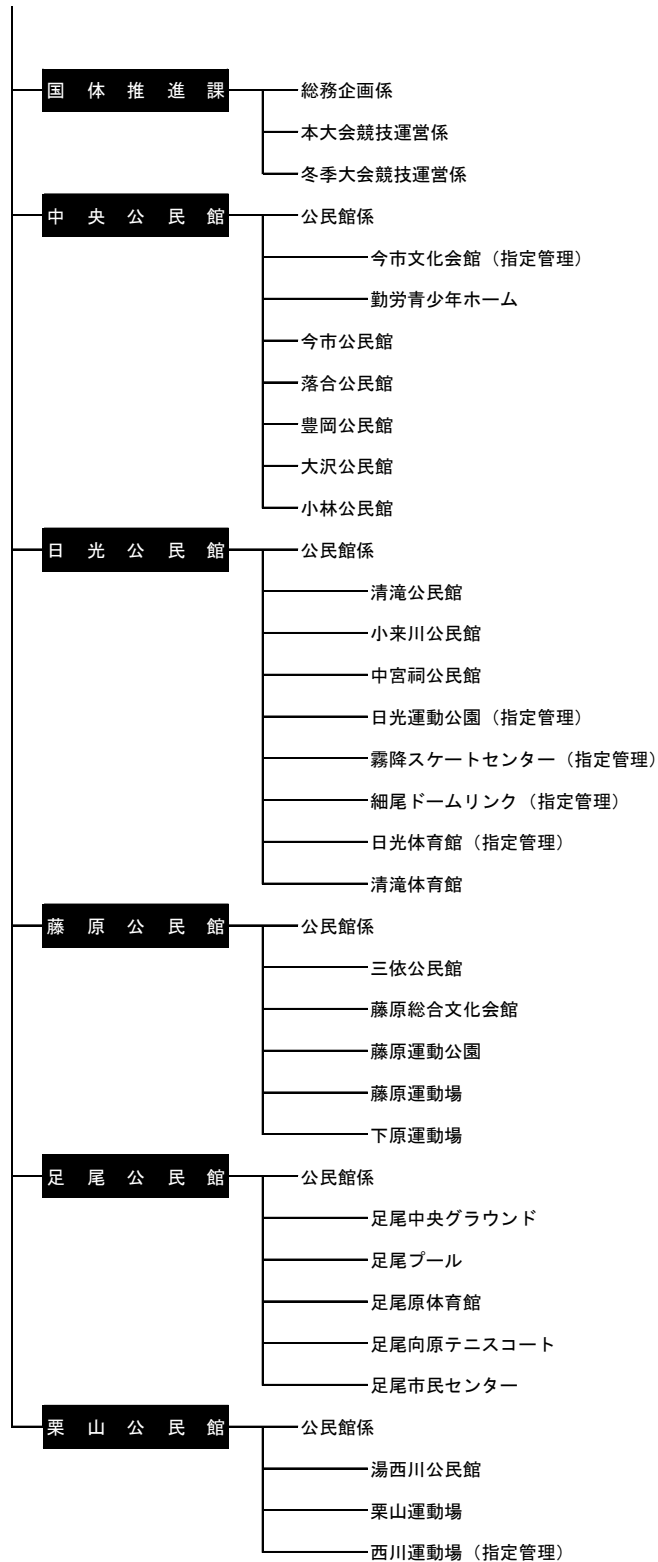 国体推進課 総務企画係
本大会競技運営係
冬季大会競技運営係
中央公民館 公民館係
今市文化会館（指定管理）
勤労青少年ホーム
今市公民館
落合公民館
豊岡公民館
大沢公民館
小林公民館
日光公民館 公民館係
清滝公民館
小来川公民館
中宮祠公民館
日光運動公園（指定管理）
霧降スケートセンター（指定管理）
細尾ドームリンク（指定管理）
日光体育館（指定管理）
清滝体育館
藤原公民館 公民館係
三依公民館
藤原総合文化会館
藤原運動公園
藤原運動場
下原運動場
足尾公民館 公民館係
足尾中央グラウンド
足尾プール
足尾原体育館
足尾向原テニスコート
足尾市民センター
栗山公民館 公民館係
湯西川公民館
栗山運動場
西川運動場（指定管理）